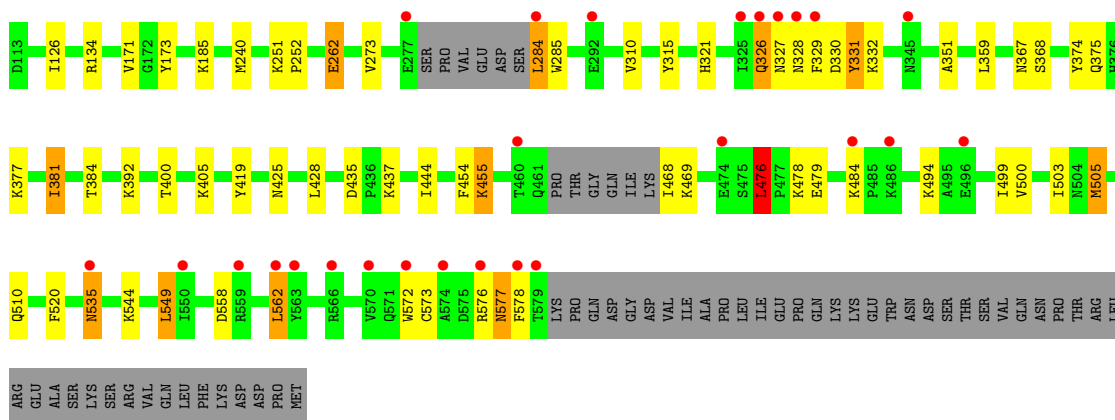 D113 I126 R134 V171 G172 Y173 K185 M240 K251 P252 E262 V273 E277 SER PRO VAL GLU ASP SER L284 W285 E292 V310 Y315 H321 I325 Q326 N327 N328 F329 D330 Y331 K332 N345 A351 L359 N367 S368 Y374 Q375 H376
K377 I381 T384 K392 T400 K405 Y419 N425 L428 D435 P436 K437 I444 F454 K455 T460 Q461 PRO THR GLY GLN ILE LYS I468 K469 E474 S475 L476 P477 K478 E479 K484 P485 K486 K494 A495 E496 I499 V500 I503 N504 M505
Q510 F520 N535 K544 L549 I550 D558 R559 L562 Y563 R566 V570 Q571 W572 C573 A574 D575 R576 N577 F578 T579 LYS PRO GLN ASP GLY ASP VAL ILE ALA PRO LEU ILE GLU PRO GLN LYS LYS GLU TRP ASN ASP SER THR SER VAL GLN ASN PRO THR ARG LEU
ARG GLU ALA SER LYS SER ARG VAL GLN LEU PHE LYS ASP ASP PRO MET